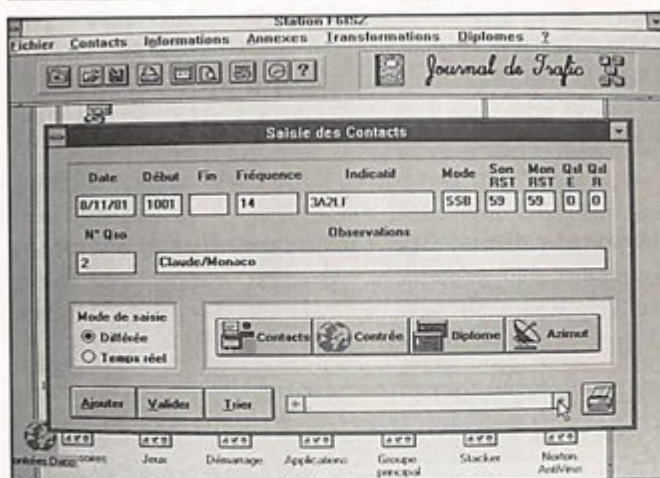 Station F6ISZ
Fichier Contacts Informations Annexes Transformations Diplomes ?
? Journal de Trafic
Saisie des Contacts
Date Début Fin Fréquence Indicatif Mode Son RST Mon RST Qsl E Qsl R
8/11/81 1001 14 3A2LF SSB 59 59 0 0
N° Qso Observations
2 Claude/Monaco
Mode de saisie
Différée
Temps réel
Contacts Contrée Diplome Azimut
Ajouter Valider Trier
Jeux Démarrage Applications Groupe principal Stacker Norton AntiVirus